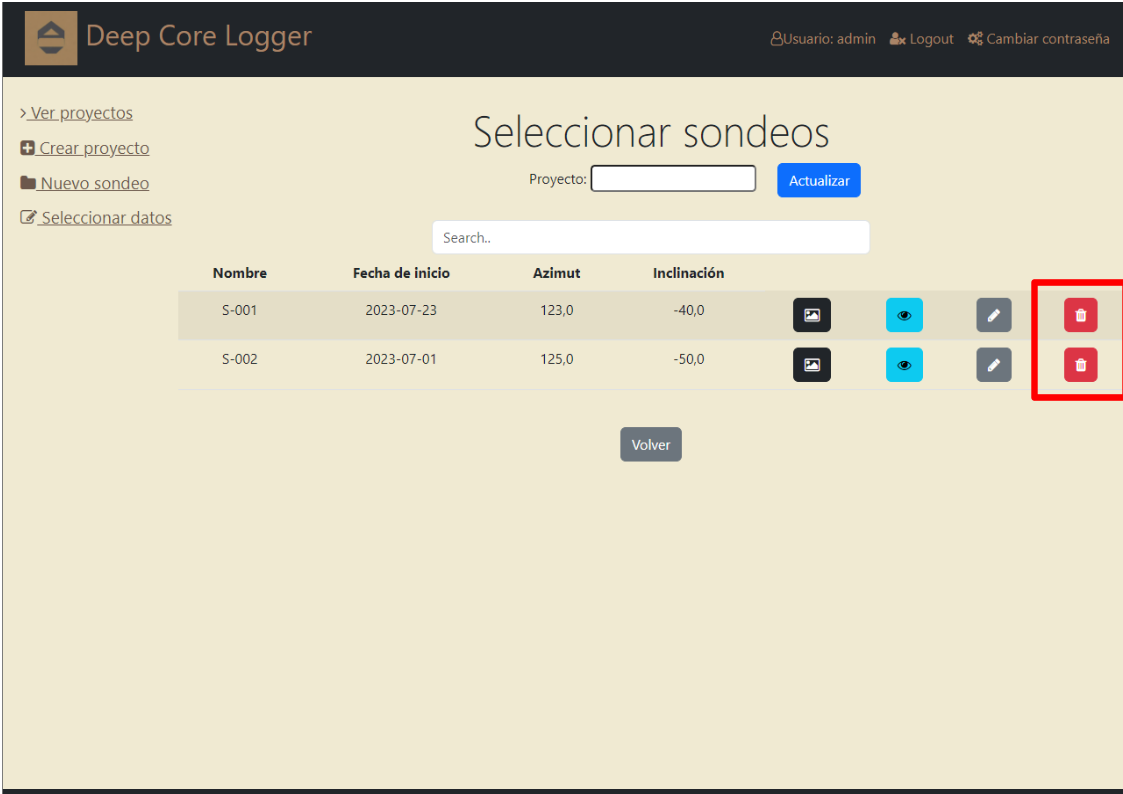 Deep Core Logger
Usuario: admin Logout Cambiar contraseña
Ver proyectos
Crear proyecto
Nuevo sondeo
Seleccionar datos
Seleccionar sondeos
Proyecto: Actualizar
Search..
Nombre Fecha de inicio Azimut Inclinación
S-001 2023-07-23 123,0 -40,0
S-002 2023-07-01 125,0 -50,0
Volver